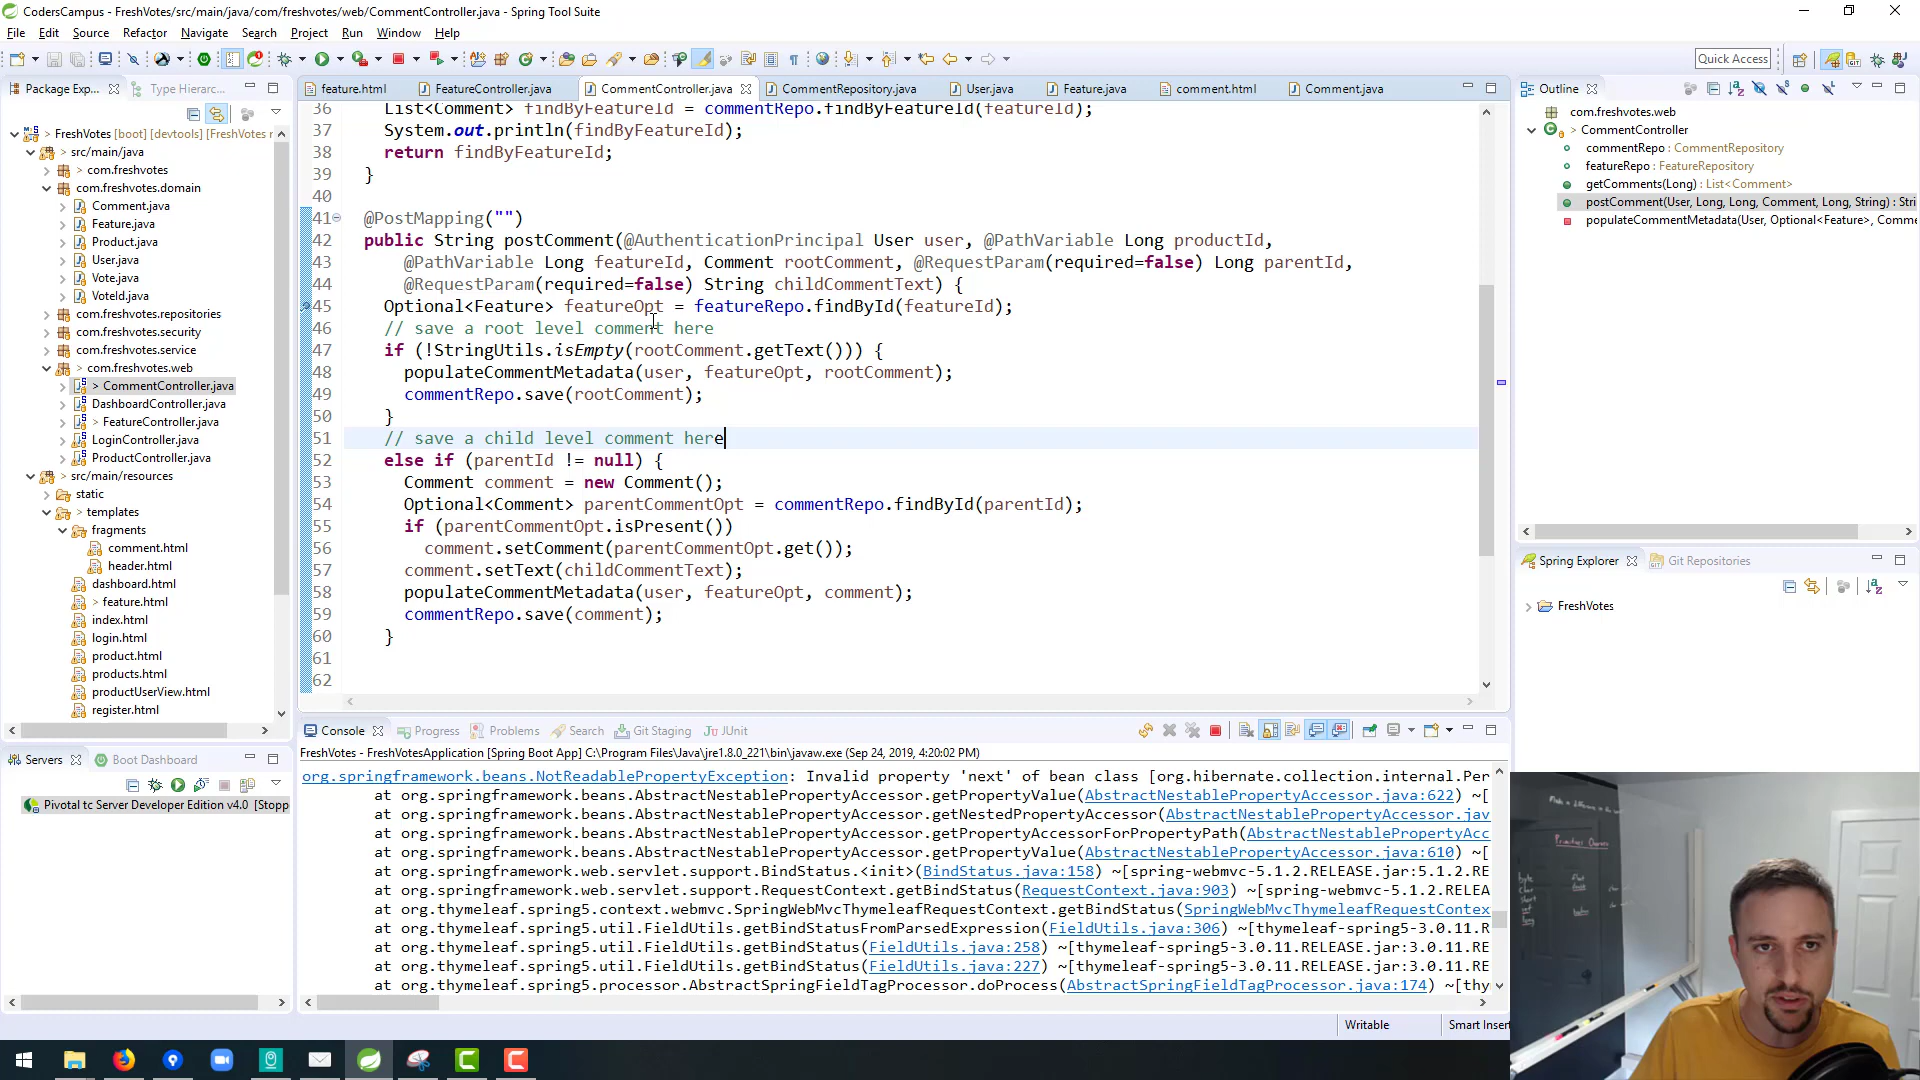 CodersCampus - FreshVotes/src/main/java/com/freshvotes/web/CommentController.java - Spring Tool Suite
File Edit Source Refactor Navigate Search Project Run Window Help
Quick Access
Package Exp...
Type Hierarc...
FreshVotes [boot] [devtools] [FreshVotes r
src/main/java
> com.freshvotes
com.freshvotes.domain
Comment.java
Feature.java
Product.java
User.java
Vote.java
VoteId.java
com.freshvotes.repositories
com.freshvotes.security
com.freshvotes.service
> com.freshvotes.web
> CommentController.java
DashboardController.java
> FeatureController.java
LoginController.java
ProductController.java
> src/main/resources
static
> templates
fragments
comment.html
header.html
dashboard.html
> feature.html
index.html
login.html
product.html
products.html
productUserView.html
register.html
Servers
Boot Dashboard
Pivotal tc Server Developer Edition v4.0 [Stopp
feature.html FeatureController.java CommentController.java CommentRepository.java User.java Feature.java comment.html Comment.java
36 List<Comment> findByFeatureId = commentRepo.findByFeatureId(featureId);
37 System.out.println(findByFeatureId);
38 return findByFeatureId;
39 }
40
41 @PostMapping("")
42 public String postComment(@AuthenticationPrincipal User user, @PathVariable Long productId,
43 @PathVariable Long featureId, Comment rootComment, @RequestParam(required=false) Long parentId,
44 @RequestParam(required=false) String childCommentText) {
45 Optional<Feature> featureOpt = featureRepo.findById(featureId);
46 // save a root level comment here
47 if (!StringUtils.isEmpty(rootComment.getText())) {
48 populateCommentMetadata(user, featureOpt, rootComment);
49 commentRepo.save(rootComment);
50 }
51 // save a child level comment here
52 else if (parentId != null) {
53 Comment comment = new Comment();
54 Optional<Comment> parentCommentOpt = commentRepo.findById(parentId);
55 if (parentCommentOpt.isPresent())
56 comment.setComment(parentCommentOpt.get());
57 comment.setText(childCommentText);
58 populateCommentMetadata(user, featureOpt, comment);
59 commentRepo.save(comment);
60 }
61
62
Console Progress Problems Search Git Staging JUnit
FreshVotes - FreshVotesApplication [Spring Boot App] C:\Program Files\Java\jre1.8.0_221\bin\javaw.exe (Sep 24, 2019, 4:20:02 PM)
org.springframework.beans.NotReadablePropertyException: Invalid property 'next' of bean class [org.hibernate.collection.internal.Per
at org.springframework.beans.AbstractNestablePropertyAccessor.getPropertyValue(AbstractNestablePropertyAccessor.java:622) ~[
at org.springframework.beans.AbstractNestablePropertyAccessor.getNestedPropertyAccessor(AbstractNestablePropertyAccessor.jav
at org.springframework.beans.AbstractNestablePropertyAccessor.getPropertyAccessorForPropertyPath(AbstractNestablePropertyAcc
at org.springframework.beans.AbstractNestablePropertyAccessor.getPropertyValue(AbstractNestablePropertyAccessor.java:610) ~[
at org.springframework.web.servlet.support.BindStatus.<init>(BindStatus.java:158) ~[spring-webmvc-5.1.2.RELEASE.jar:5.1.2.RELEA
at org.springframework.web.servlet.support.RequestContext.getBindStatus(RequestContext.java:903) ~[spring-webmvc-5.1.2.RELEA
at org.thymeleaf.spring5.context.webmvc.SpringWebMvcThymeleafRequestContext.getBindStatus(SpringWebMvcThymeleafRequestContex
at org.thymeleaf.spring5.util.FieldUtils.getBindStatusFromParsedExpression(FieldUtils.java:306) ~[thymeleaf-spring5-3.0.11.R
at org.thymeleaf.spring5.util.FieldUtils.getBindStatus(FieldUtils.java:258) ~[thymeleaf-spring5-3.0.11.RELEASE.jar:3.0.11.RE
at org.thymeleaf.spring5.util.FieldUtils.getBindStatus(FieldUtils.java:227) ~[thymeleaf-spring5-3.0.11.RELEASE.jar:3.0.11.RE
at org.thymeleaf.spring5.processor.AbstractSpringFieldTagProcessor.doProcess(AbstractSpringFieldTagProcessor.java:174) ~[thy
Writable
Smart Insert
Outline
com.freshvotes.web
> CommentController
commentRepo : CommentRepository
featureRepo : FeatureRepository
getComments(Long) : List<Comment>
postComment(User, Long, Long, Comment, Long, String) : Stri
populateCommentMetadata(User, Optional<Feature>, Comme
Spring Explorer
Git Repositories
FreshVotes